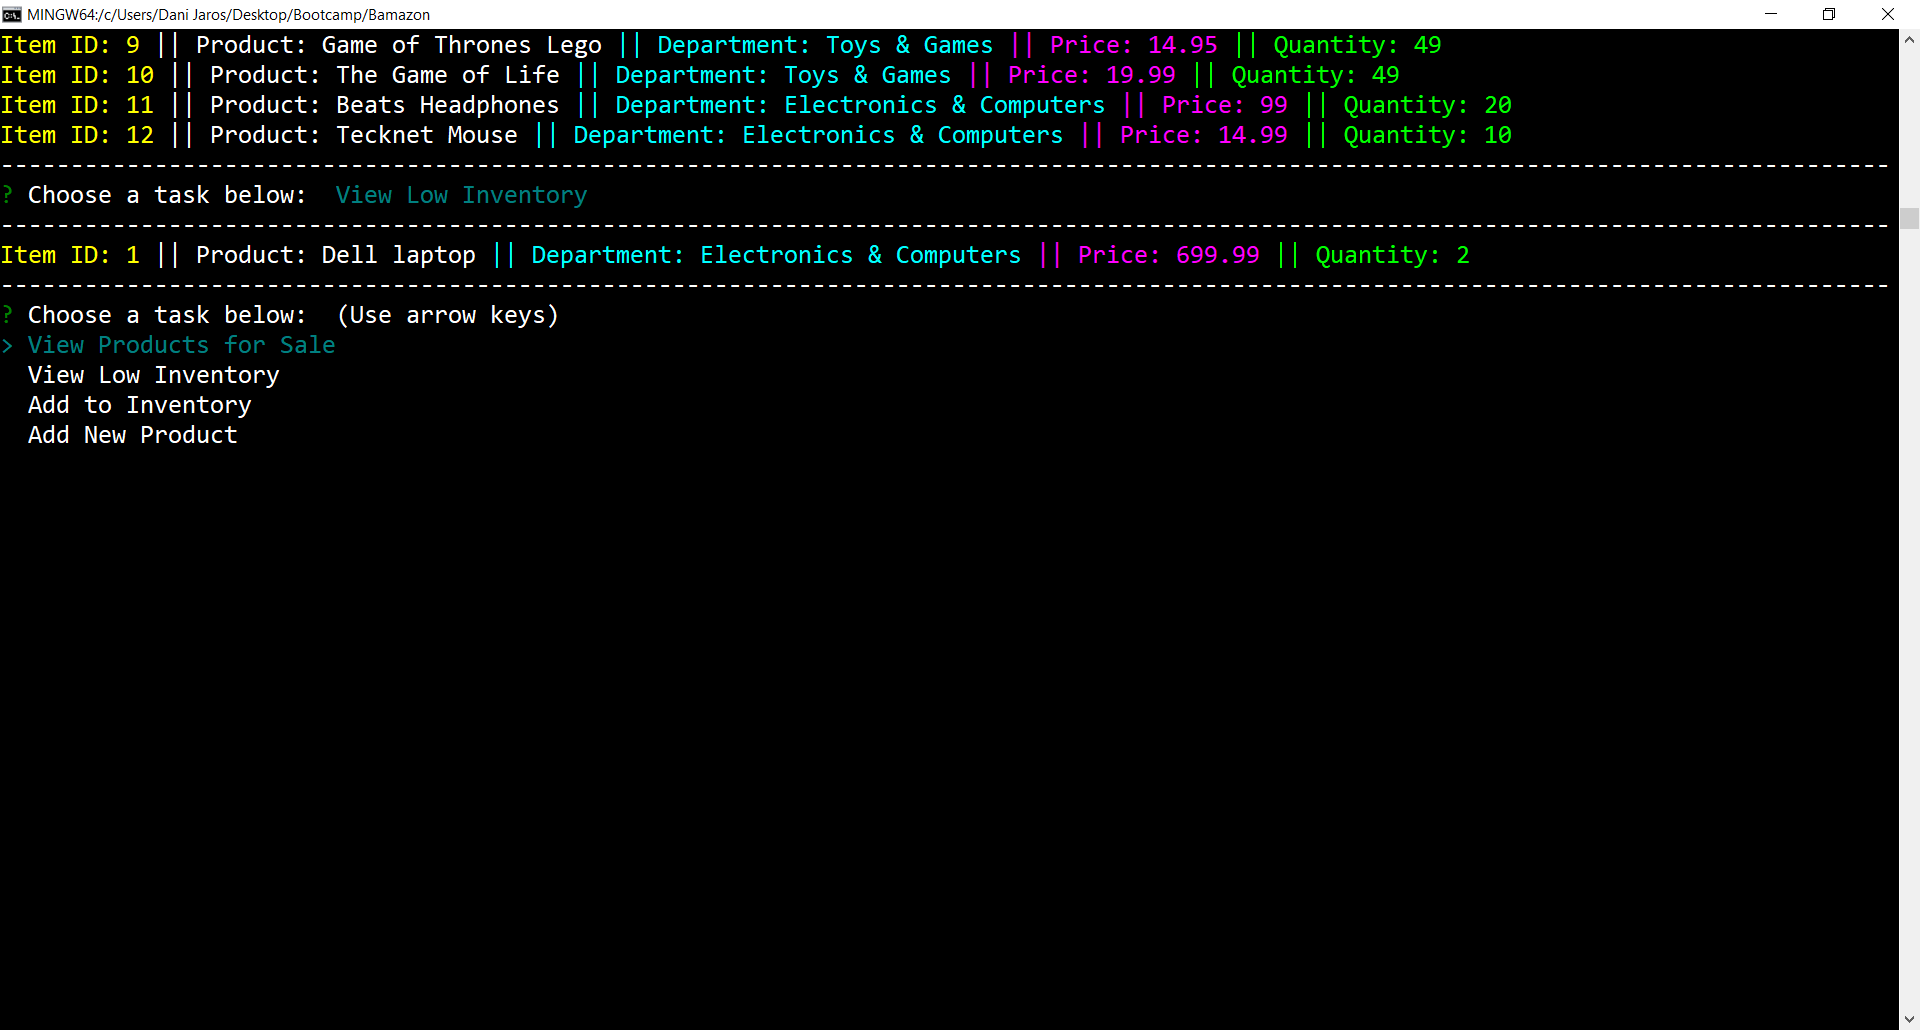 MINGW64:/c/Users/Dani Jaros/Desktop/Bootcamp/Bamazon
Item ID: 9 || Product: Game of Thrones Lego || Department: Toys & Games || Price: 14.95 || Quantity: 49
Item ID: 10 || Product: The Game of Life || Department: Toys & Games || Price: 19.99 || Quantity: 49
Item ID: 11 || Product: Beats Headphones || Department: Electronics & Computers || Price: 99 || Quantity: 20
Item ID: 12 || Product: Tecknet Mouse || Department: Electronics & Computers || Price: 14.99 || Quantity: 10
---------------------------------------------------------------------------------------------------------------------------------------
? Choose a task below:  View Low Inventory
---------------------------------------------------------------------------------------------------------------------------------------
Item ID: 1 || Product: Dell laptop || Department: Electronics & Computers || Price: 699.99 || Quantity: 2
---------------------------------------------------------------------------------------------------------------------------------------
? Choose a task below:  (Use arrow keys)
> View Products for Sale
  View Low Inventory
  Add to Inventory
  Add New Product